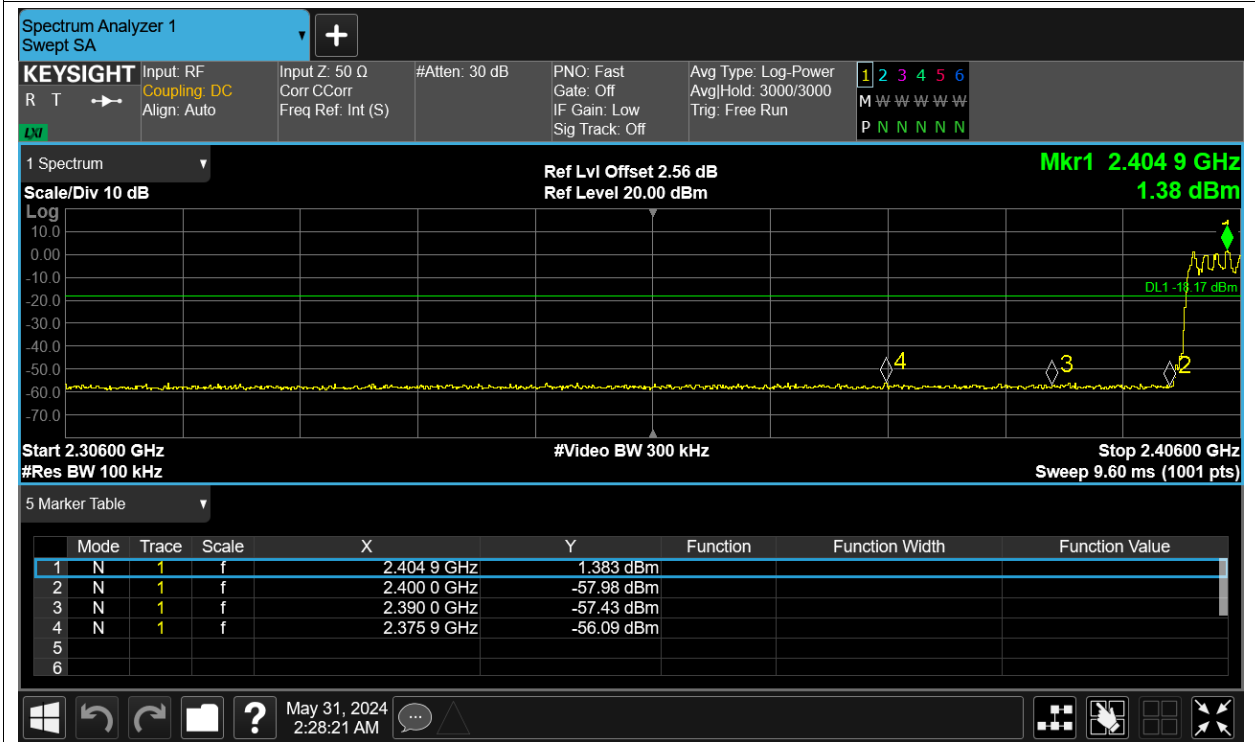 Spectrum Analyzer 1
Swept SA
+
KEYSIGHT
R T
LXI
Input: RF
Coupling: DC
Align: Auto
Input Z: 50 Ω
Corr CCorr
Freq Ref: Int (S)
#Atten: 30 dB
PNO: Fast
Gate: Off
IF Gain: Low
Sig Track: Off
Avg Type: Log-Power
Avg|Hold: 3000/3000
Trig: Free Run
1 2 3 4 5 6
M W W W W W
P N N N N N
1 Spectrum
Scale/Div 10 dB
Ref Lvl Offset 2.56 dB
Ref Level 20.00 dBm
Mkr1 2.404 9 GHz
1.38 dBm
Log
10.0
0.00
-10.0
-20.0
-30.0
-40.0
-50.0
-60.0
-70.0
1
DL1 -18.17 dBm
4
3
2
Start 2.30600 GHz
#Video BW 300 kHz
Stop 2.40600 GHz
#Res BW 100 kHz
Sweep 9.60 ms (1001 pts)
5 Marker Table
Mode Trace Scale X Y Function Function Width Function Value
1 N 1 f 2.404 9 GHz 1.383 dBm
2 N 1 f 2.400 0 GHz -57.98 dBm
3 N 1 f 2.390 0 GHz -57.43 dBm
4 N 1 f 2.375 9 GHz -56.09 dBm
5
6
?
May 31, 2024
2:28:21 AM